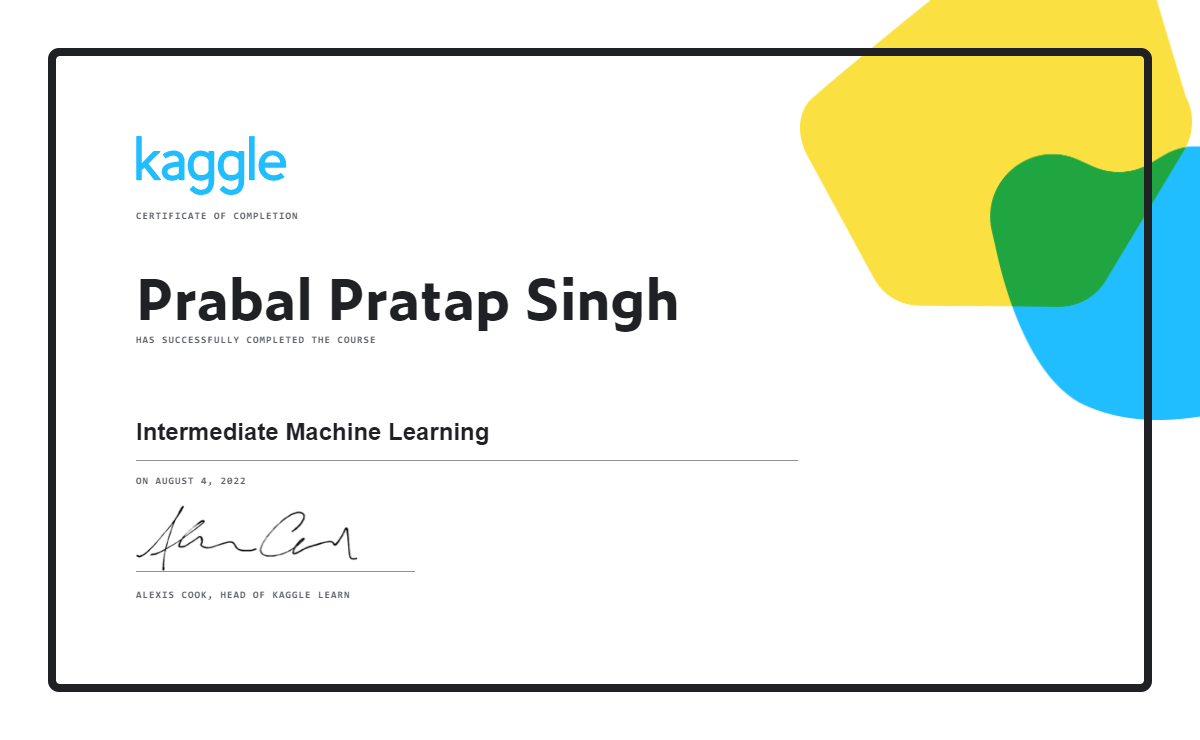 kaggle
CERTIFICATE OF COMPLETION
Prabal Pratap Singh
HAS SUCCESSFULLY COMPLETED THE COURSE
Intermediate Machine Learning
ON AUGUST 4, 2022
ALEXIS COOK, HEAD OF KAGGLE LEARN